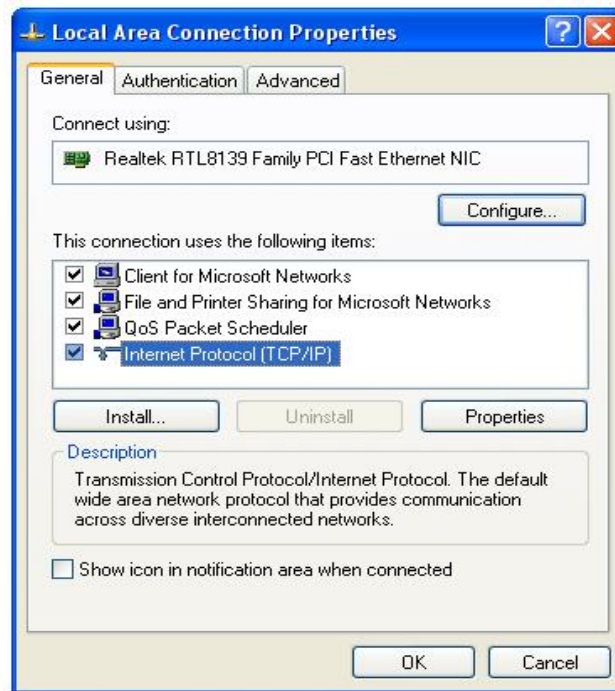 Local Area Connection Properties
General Authentication Advanced
Connect using:
Realtek RTL8139 Family PCI Fast Ethernet NIC
Configure...
This connection uses the following items:
Client for Microsoft Networks
File and Printer Sharing for Microsoft Networks
QoS Packet Scheduler
Internet Protocol (TCP/IP)
Install... Uninstall Properties
Description
Transmission Control Protocol/Internet Protocol. The default
wide area network protocol that provides communication
across diverse interconnected networks.
Show icon in notification area when connected
OK Cancel